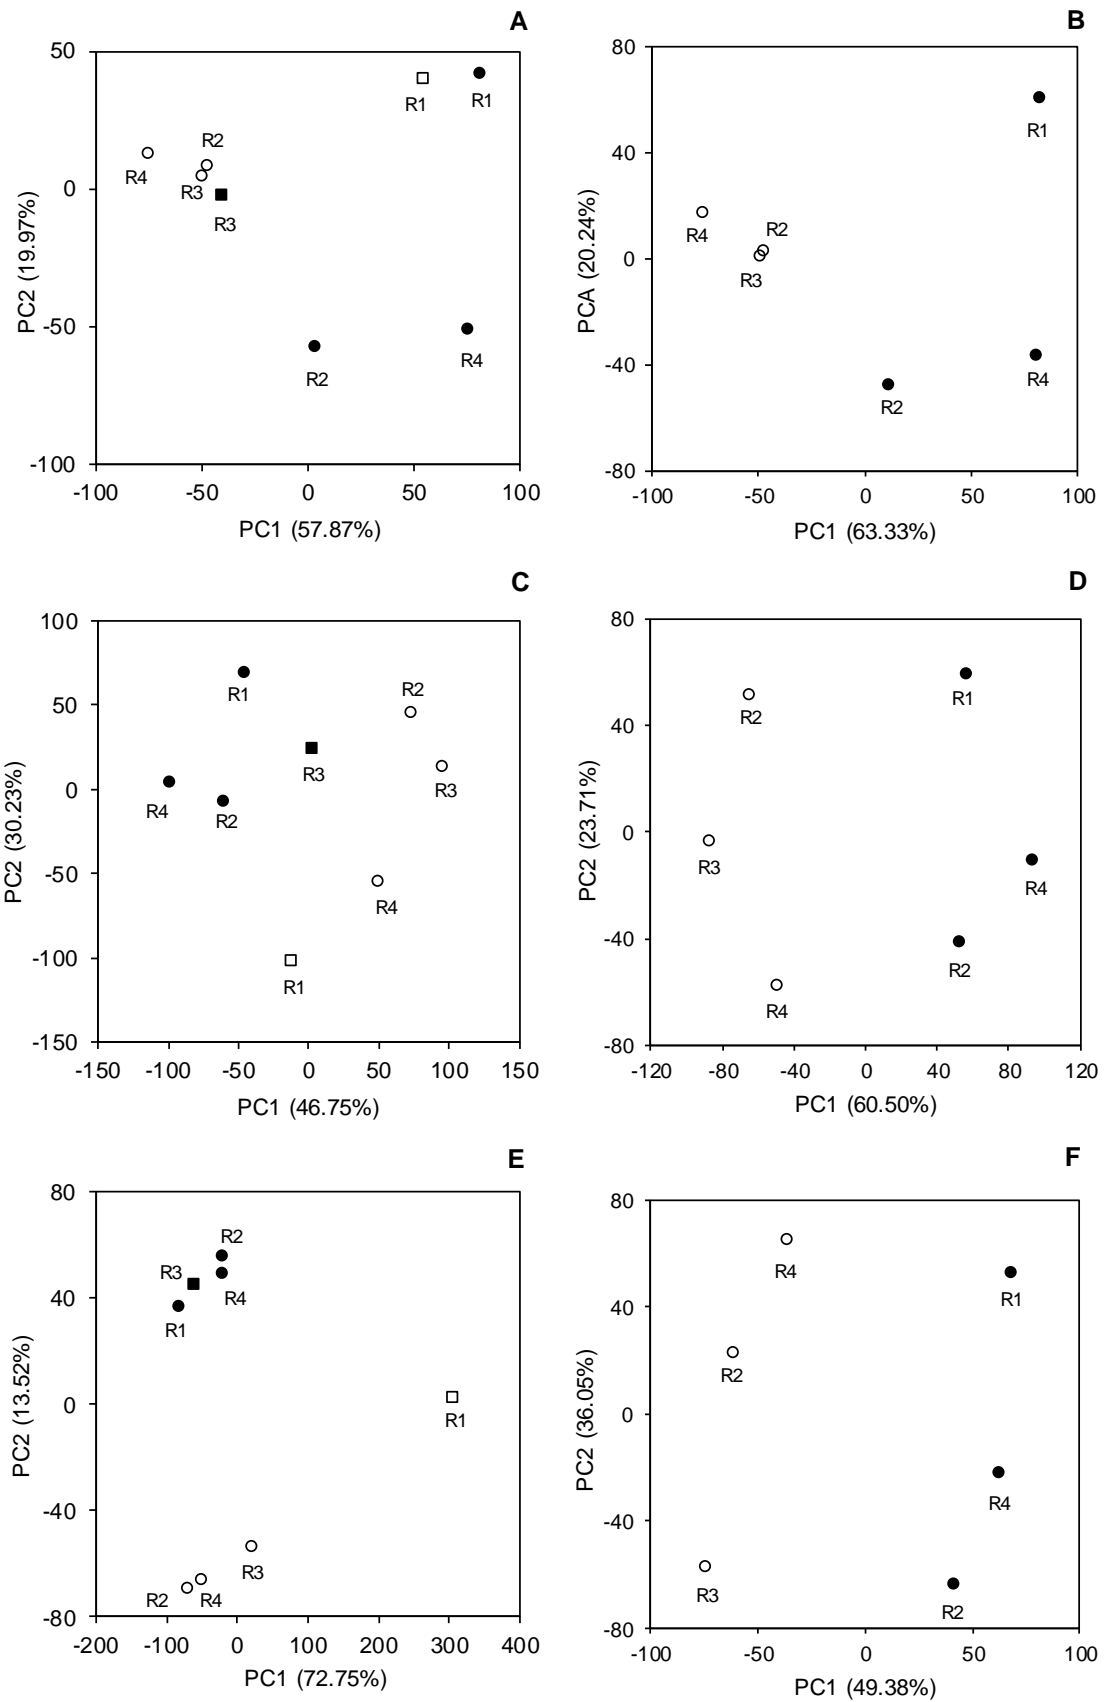 A
50
R1
R1
R2
R4
R3
0
R3
PC2 (19.97%)
-50
R4
R2
-100
-100 -50 0 50 100
PC1 (57.87%)
B
80
R1
40
R2
R4
R3
0
PCA (20.24%)
-40
R4
R2
-80
-100 -50 0 50 100
PC1 (63.33%)
C
100
R1
R2
50
R3
R3
0
R4
R2
PC2 (30.23%)
-50
R4
-100
R1
-150
-150 -100 -50 0 50 100 150
PC1 (46.75%)
D
80
R1
R2
40
0
R3
R4
PC2 (23.71%)
-40
R2
R4
-80
-120 -80 -40 0 40 80 120
PC1 (60.50%)
E
80
R2
R3
R4
40
R1
0
R1
PC2 (13.52%)
-40
R3
R2
R4
-80
-200 -100 0 100 200 300 400
PC1 (72.75%)
F
80
R4
R1
40
R2
0
PC2 (36.05%)
R4
-40
R3
R2
-80
-100 -50 0 50 100
PC1 (49.38%)